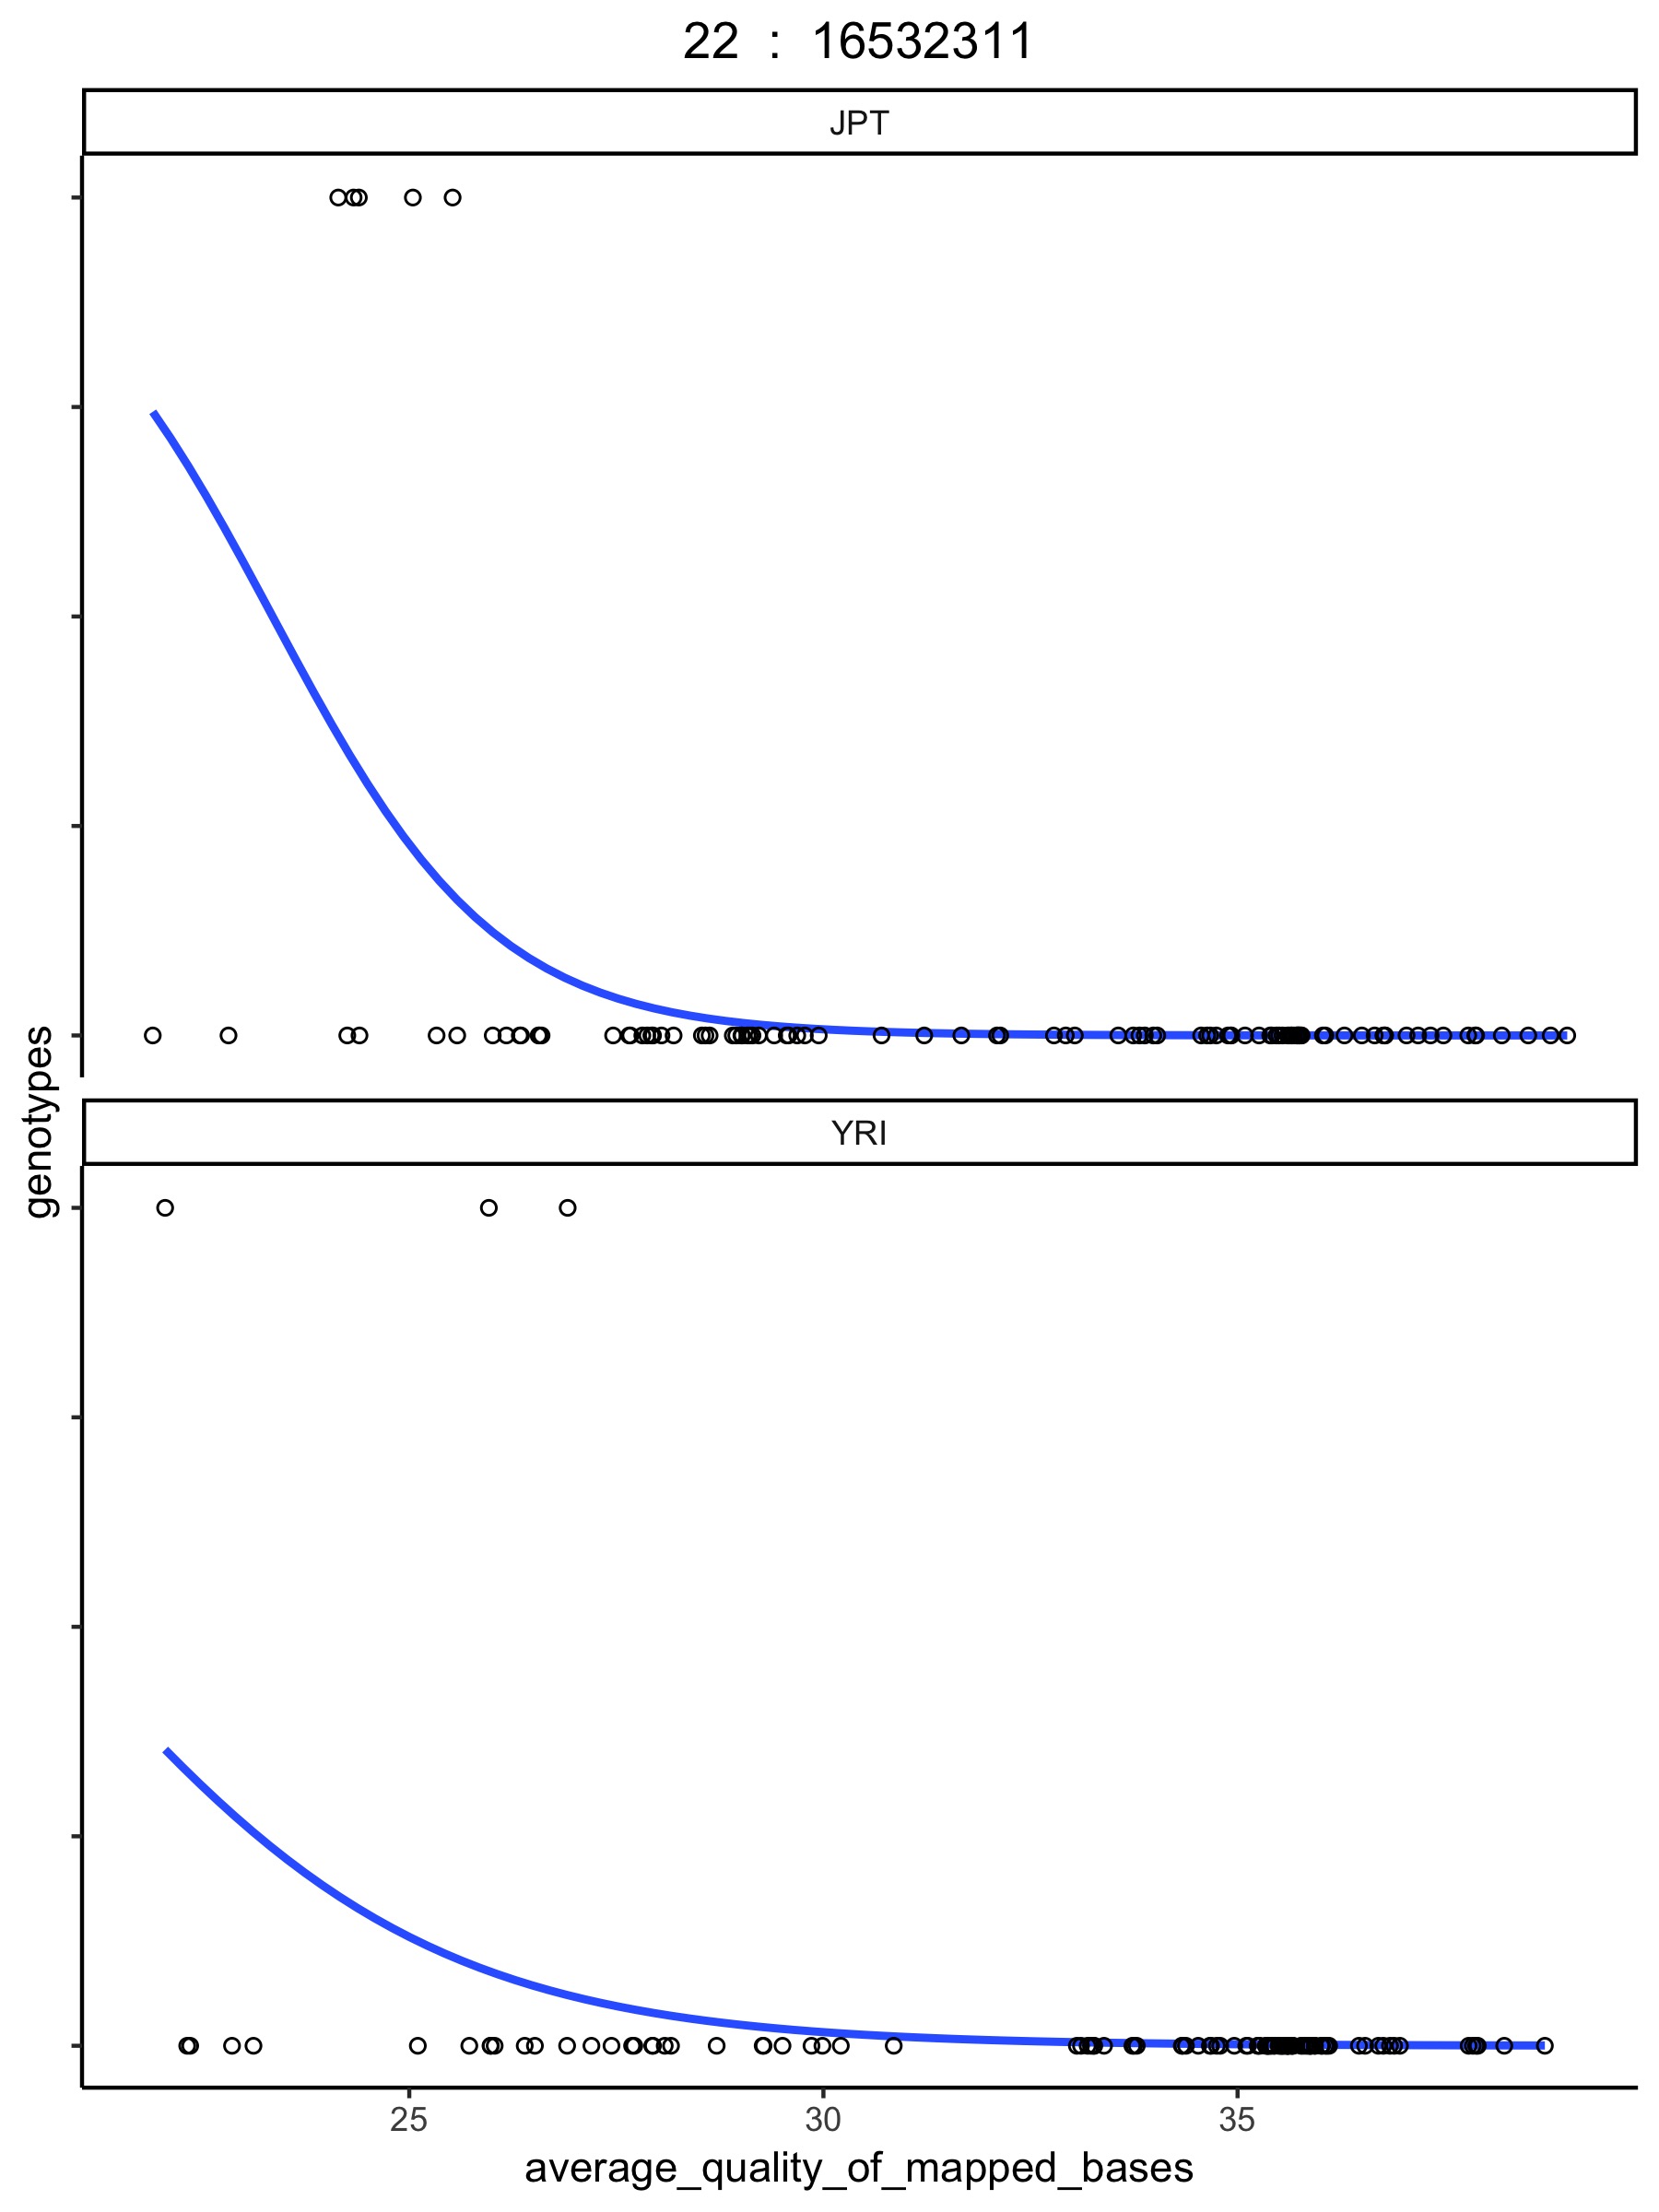 22 : 16532311
JPT
genotypes
YRI
25 30 35
average_quality_of_mapped_bases